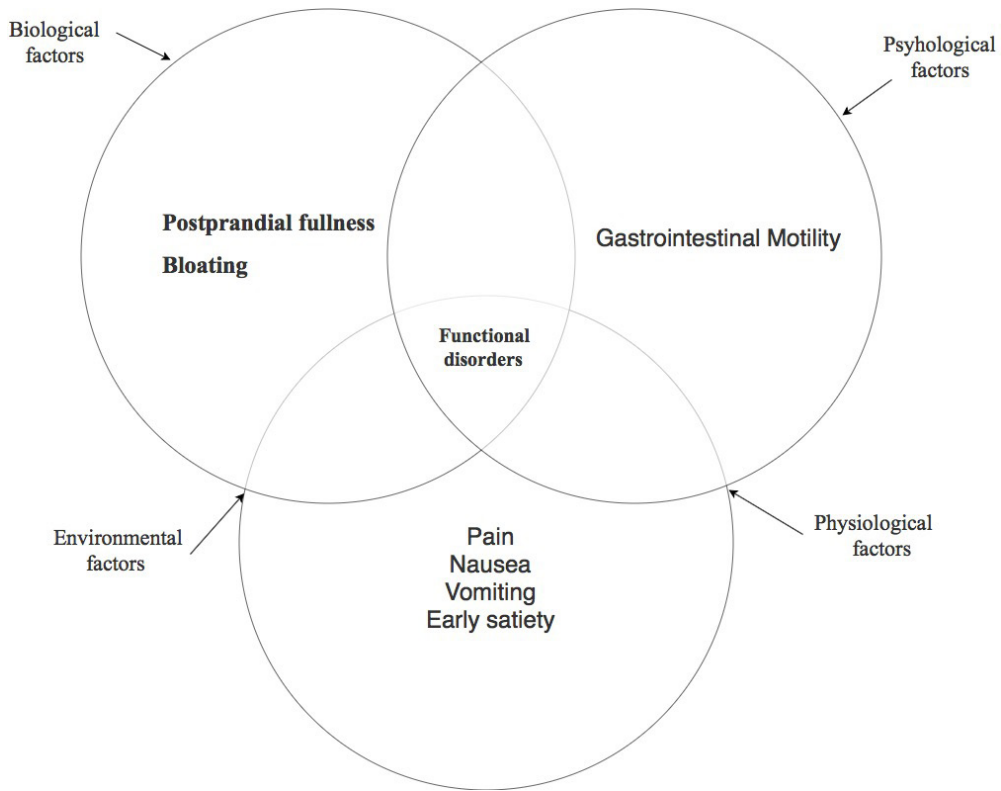 Biological
factors
Psyhological
factors
Postprandial fullness
Bloating
Gastrointestinal Motility
Functional
disorders
Environmental
factors
Physiological
factors
Pain
Nausea
Vomiting
Early satiety